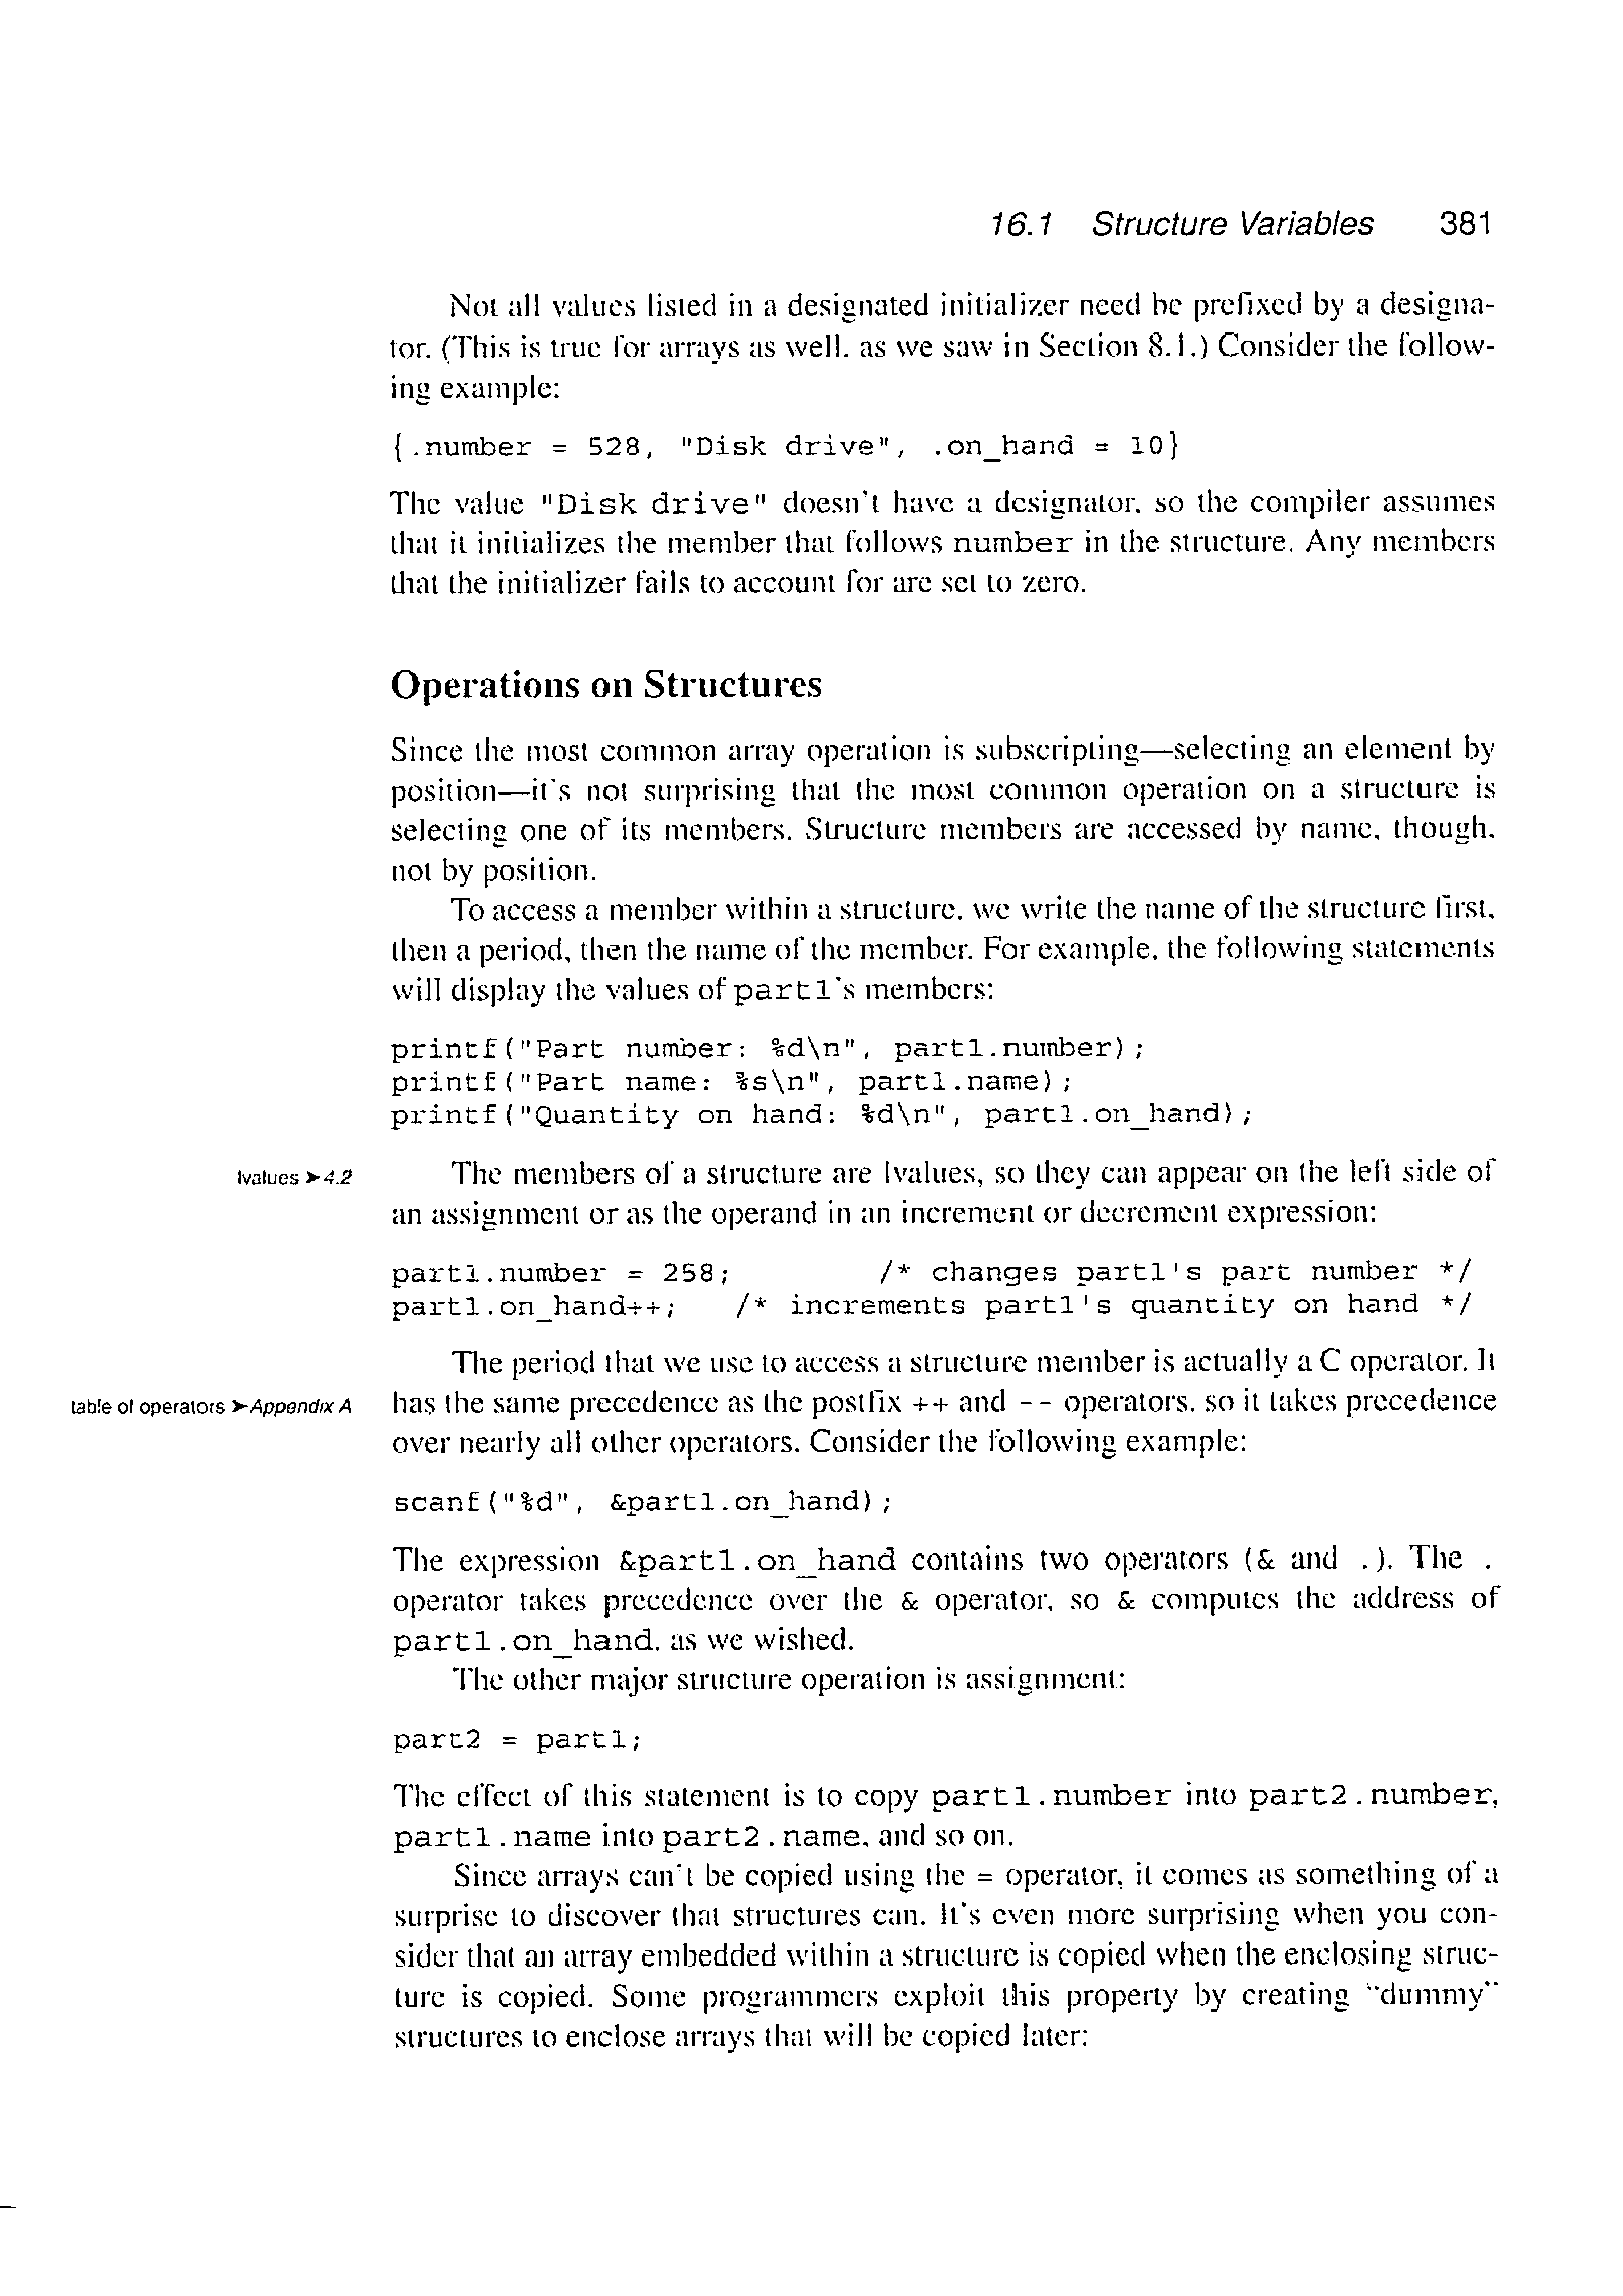 16.1 Structure Variables 381
Not all values listed in a designated initializer need be prefixed by a designa-
tor. (This is true for arrays as well, as we saw in Section 8.1.) Consider the follow-
ing example:
{.number = 528, "Disk drive", .on_hand = 10}
The value "Disk drive" doesn't have a designator, so the compiler assumes
that it initializes the member that follows number in the structure. Any members
that the initializer fails to account for are set to zero.
Operations on Structures
Since the most common array operation is subscripting—selecting an element by
position—it's not surprising that the most common operation on a structure is
selecting one of its members. Structure members are accessed by name, though,
not by position.
To access a member within a structure, we write the name of the structure first,
then a period, then the name of the member. For example, the following statements
will display the values of part1's members:
printf("Part number: %d\n", part1.number);
printf("Part name: %s\n", part1.name);
printf("Quantity on hand: %d\n", part1.on_hand);
lvalues ➤4.2
The members of a structure are lvalues, so they can appear on the left side of
an assignment or as the operand in an increment or decrement expression:
part1.number = 258; /* changes part1's part number */
part1.on_hand++; /* increments part1's quantity on hand */
The period that we use to access a structure member is actually a C operator. It
table of operators ➤Appendix A
has the same precedence as the postfix ++ and -- operators, so it takes precedence
over nearly all other operators. Consider the following example:
scanf("%d", &part1.on_hand);
The expression &part1.on_hand contains two operators (& and .). The .
operator takes precedence over the & operator, so & computes the address of
part1.on_hand, as we wished.
The other major structure operation is assignment:
part2 = part1;
The effect of this statement is to copy part1.number into part2.number,
part1.name into part2.name, and so on.
Since arrays can't be copied using the = operator, it comes as something of a
surprise to discover that structures can. It's even more surprising when you con-
sider that an array embedded within a structure is copied when the enclosing struc-
ture is copied. Some programmers exploit this property by creating "dummy"
structures to enclose arrays that will be copied later: